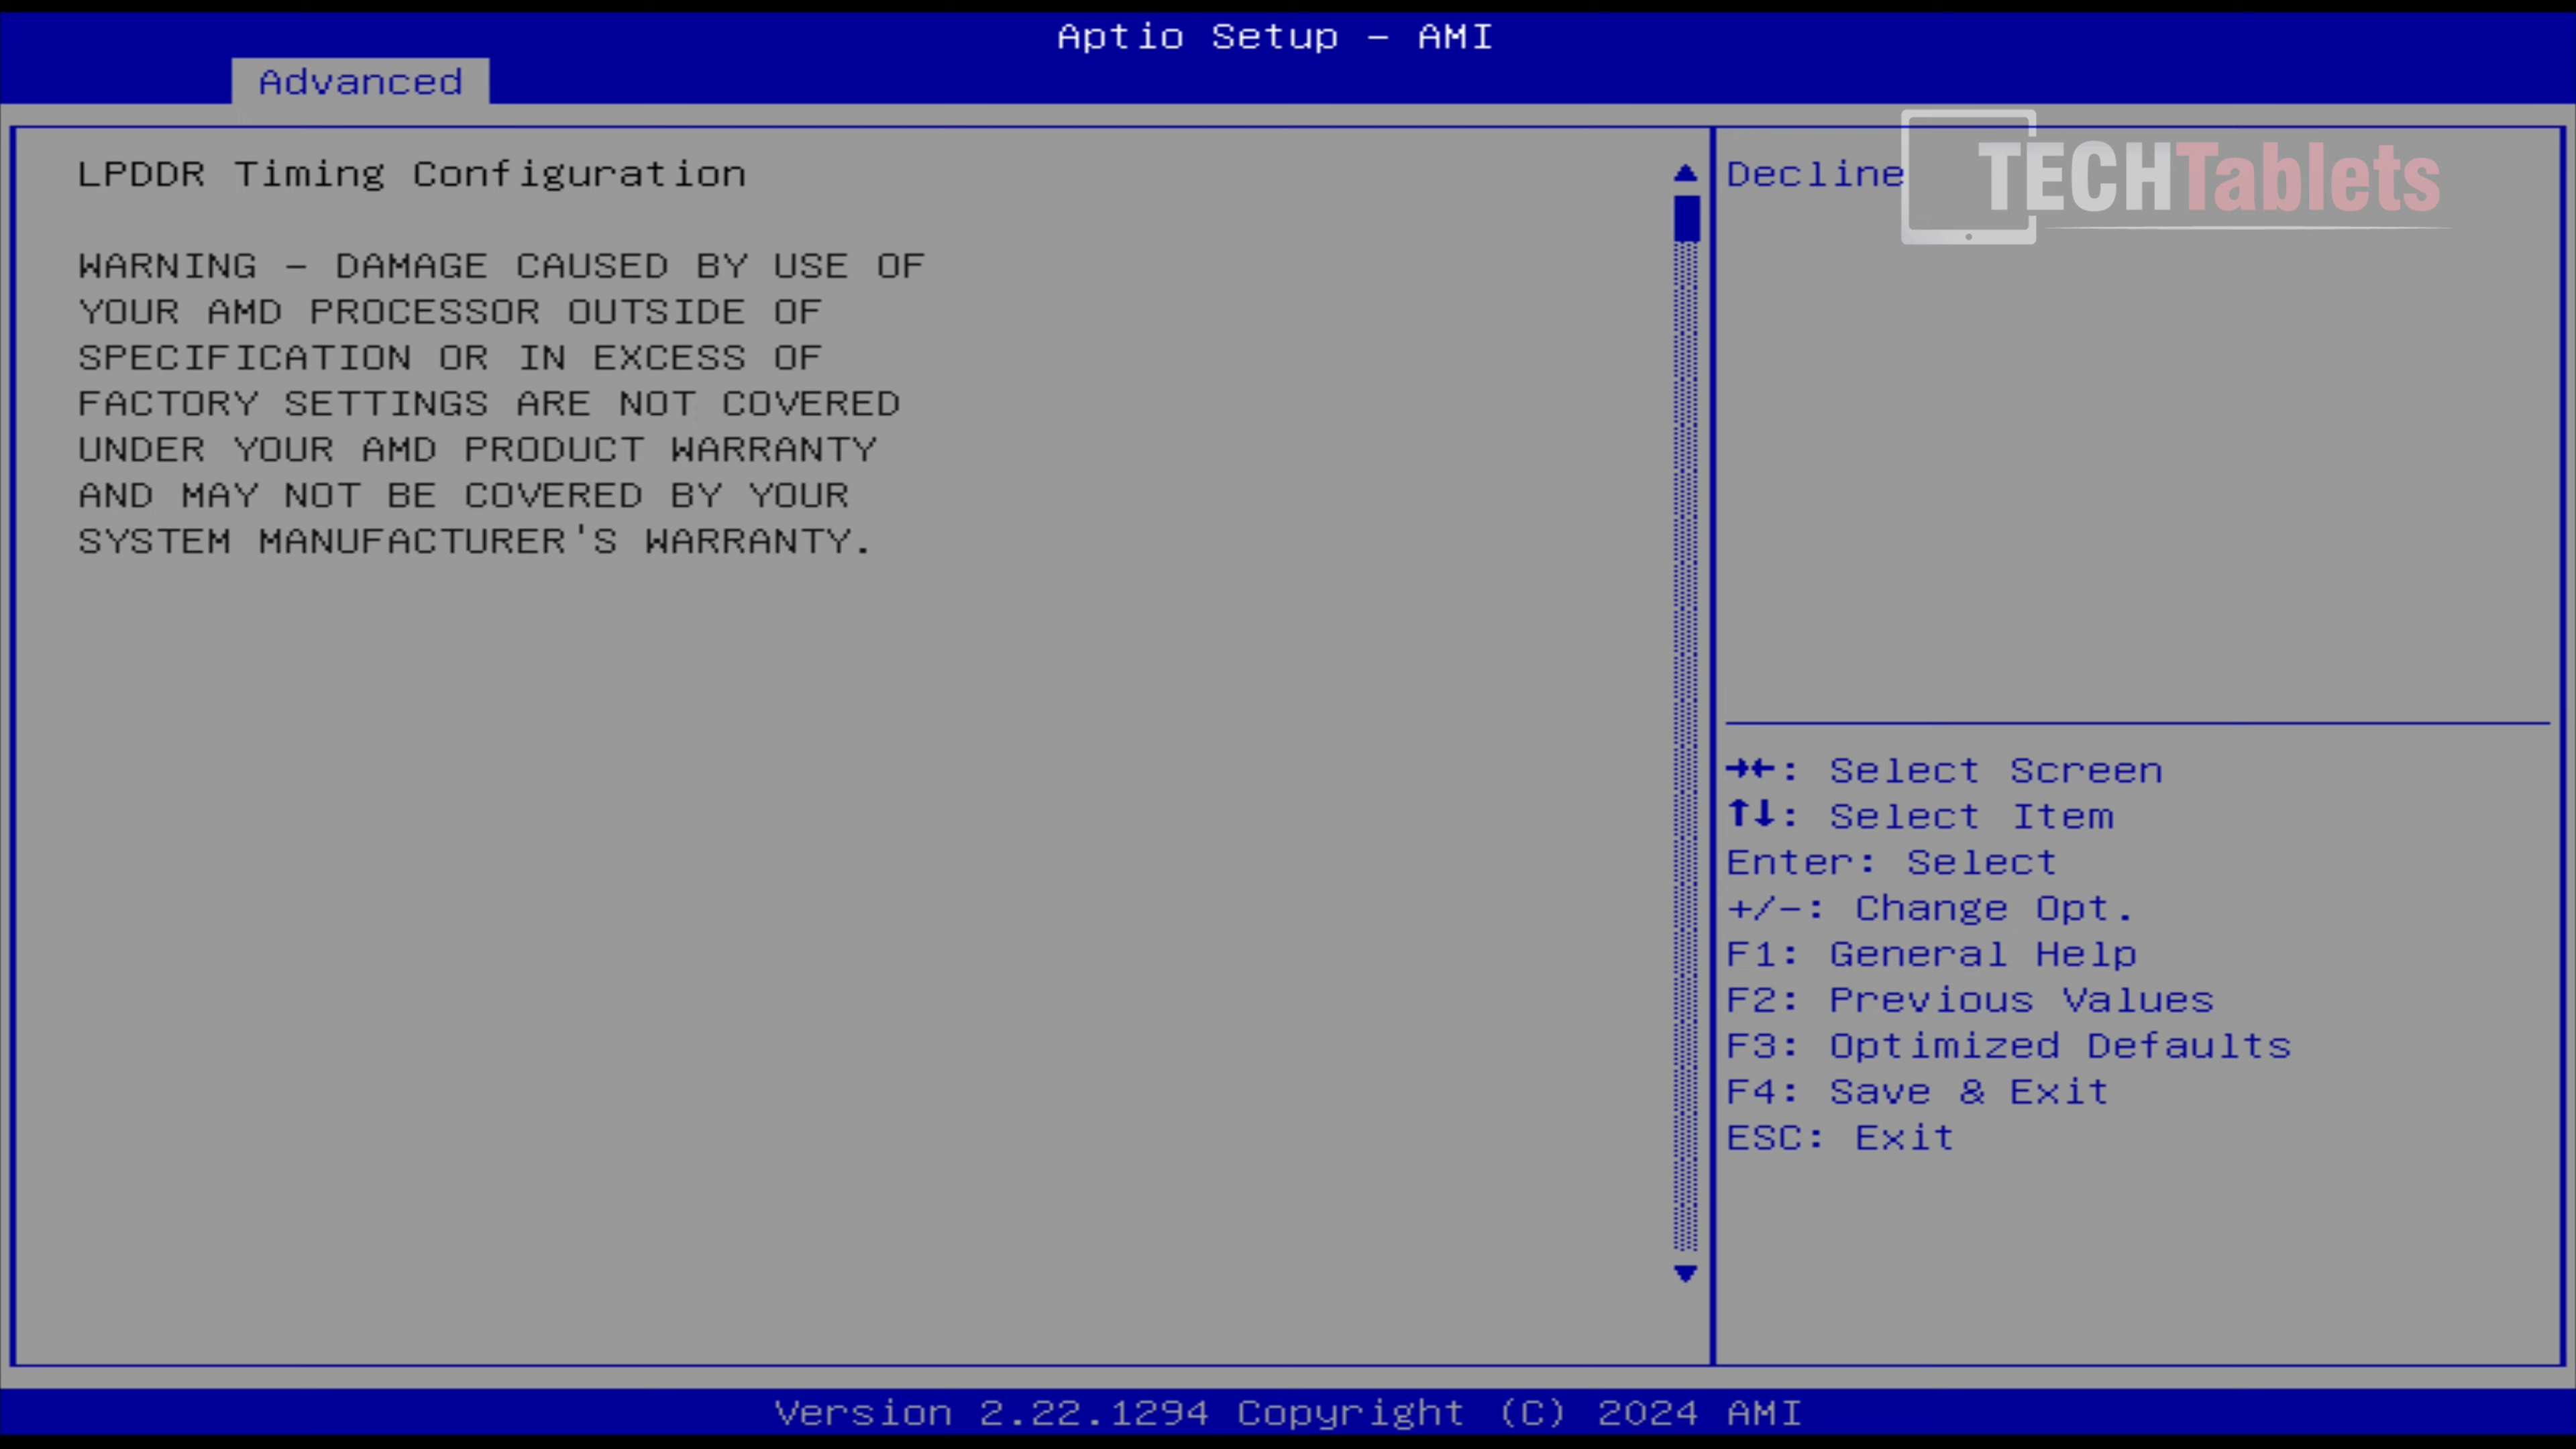 Aptio Setup – AMI
Advanced
LPDDR Timing Configuration
WARNING – DAMAGE CAUSED BY USE OF
YOUR AMD PROCESSOR OUTSIDE OF
SPECIFICATION OR IN EXCESS OF
FACTORY SETTINGS ARE NOT COVERED
UNDER YOUR AMD PRODUCT WARRANTY
AND MAY NOT BE COVERED BY YOUR
SYSTEM MANUFACTURER'S WARRANTY.
Decline
TECHTablets
→←: Select Screen
↑↓: Select Item
Enter: Select
+/-: Change Opt.
F1: General Help
F2: Previous Values
F3: Optimized Defaults
F4: Save & Exit
ESC: Exit
Version 2.22.1294 Copyright (C) 2024 AMI